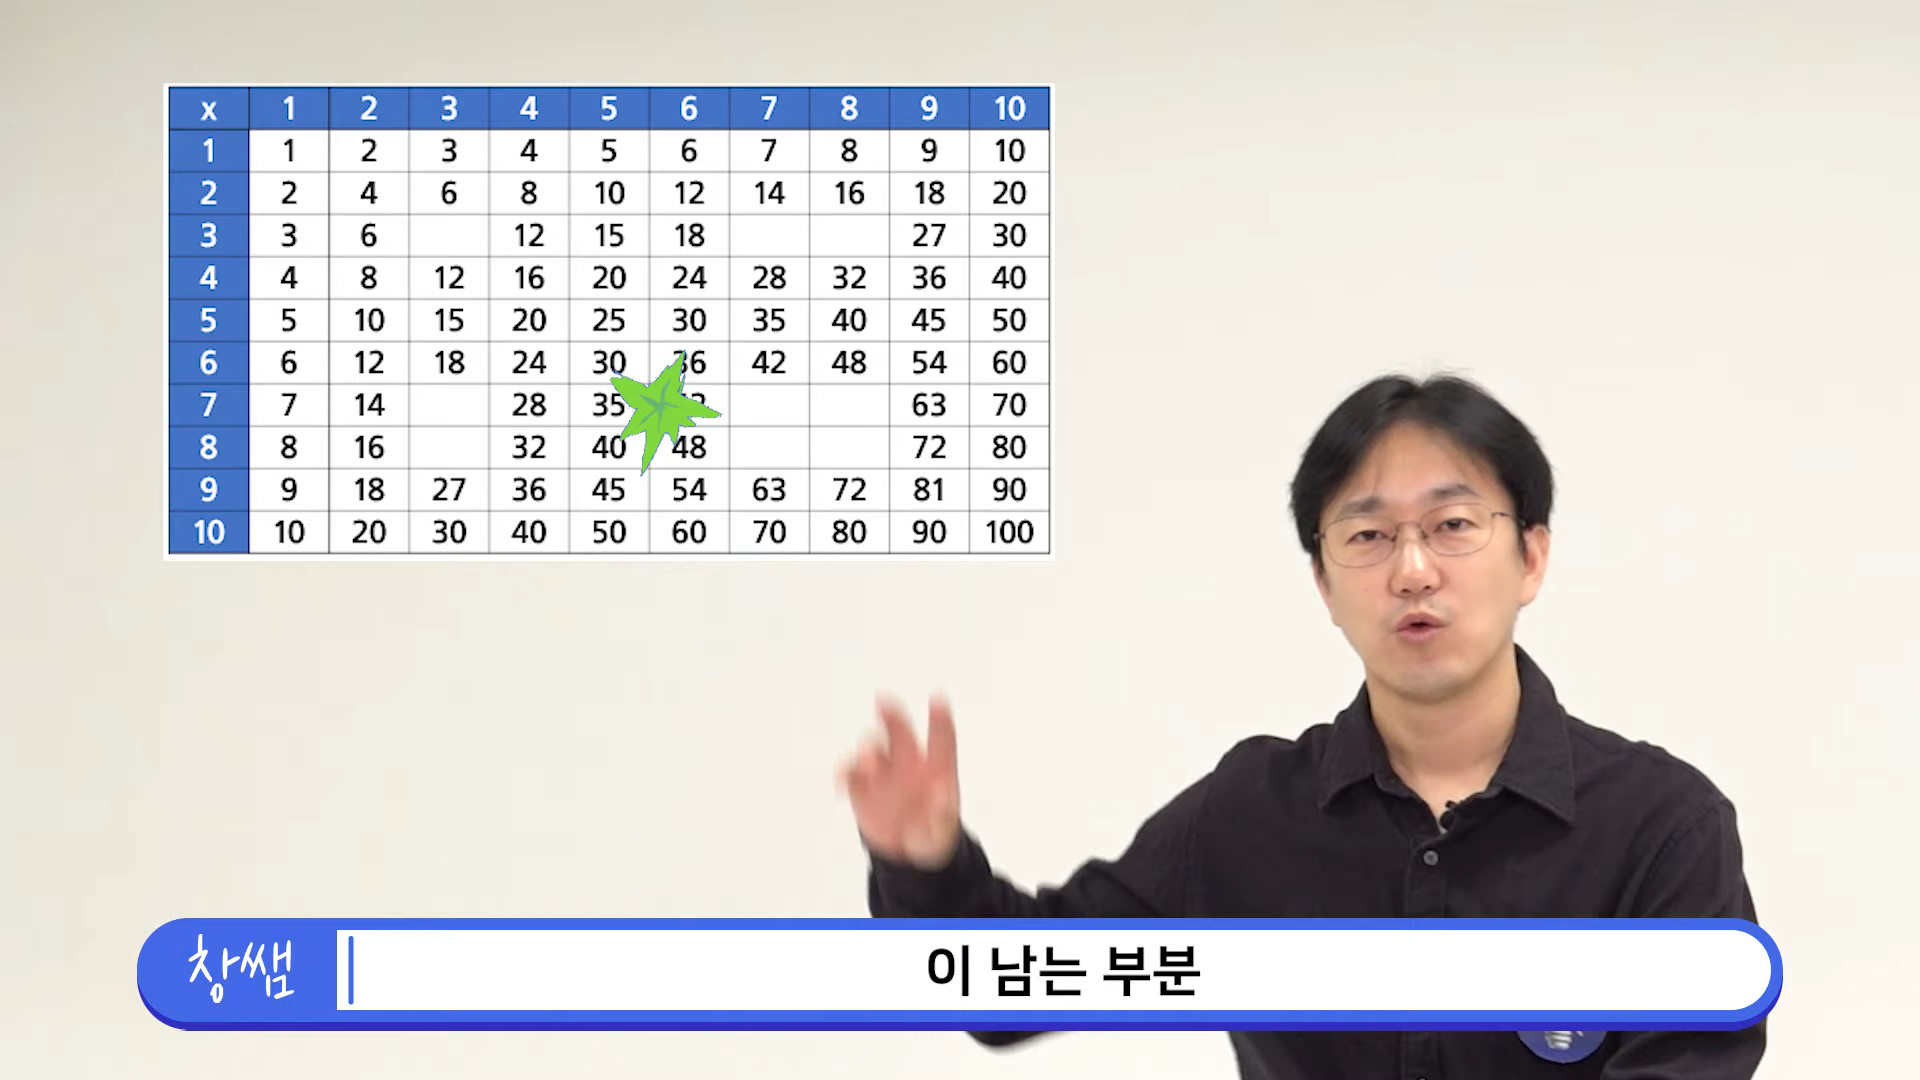 x 1 2 3 4 5 6 7 8 9 10
1 1 2 3 4 5 6 7 8 9 10
2 2 4 6 8 10 12 14 16 18 20
3 3 6 12 15 18 27 30
4 4 8 12 16 20 24 28 32 36 40
5 5 10 15 20 25 30 35 40 45 50
6 6 12 18 24 30 36 42 48 54 60
7 7 14 28 35 63 70
8 8 16 32 40 48 72 80
9 9 18 27 36 45 54 63 72 81 90
10 10 20 30 40 50 60 70 80 90 100
창쌤 이 남는 부분